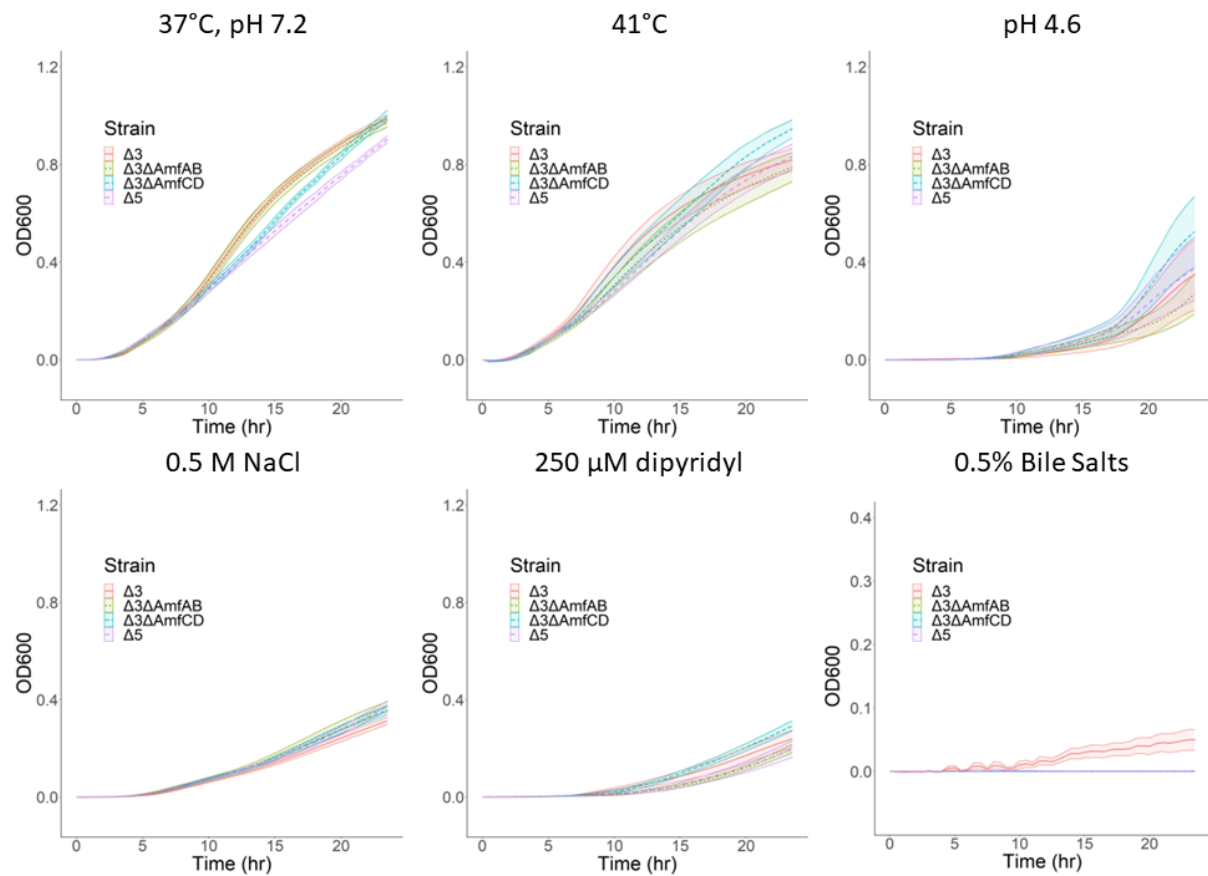 37°C, pH 7.2
1.2
0.8
0.4
0.0
OD600
Strain
Δ3
Δ3ΔAmfAB
Δ3ΔAmfCD
Δ5
0 5 10 15 20
Time (hr)
41°C
1.2
0.8
0.4
0.0
OD600
Strain
Δ3
Δ3ΔAmfAB
Δ3ΔAmfCD
Δ5
0 5 10 15 20
Time (hr)
pH 4.6
1.2
0.8
0.4
0.0
OD600
Strain
Δ3
Δ3ΔAmfAB
Δ3ΔAmfCD
Δ5
0 5 10 15 20
Time (hr)
0.5 M NaCl
1.2
0.8
0.4
0.0
OD600
Strain
Δ3
Δ3ΔAmfAB
Δ3ΔAmfCD
Δ5
0 5 10 15 20
Time (hr)
250 µM dipyridyl
1.2
0.8
0.4
0.0
OD600
Strain
Δ3
Δ3ΔAmfAB
Δ3ΔAmfCD
Δ5
0 5 10 15 20
Time (hr)
0.5% Bile Salts
0.4
0.3
0.2
0.1
0.0
OD600
Strain
Δ3
Δ3ΔAmfAB
Δ3ΔAmfCD
Δ5
0 5 10 15 20
Time (hr)